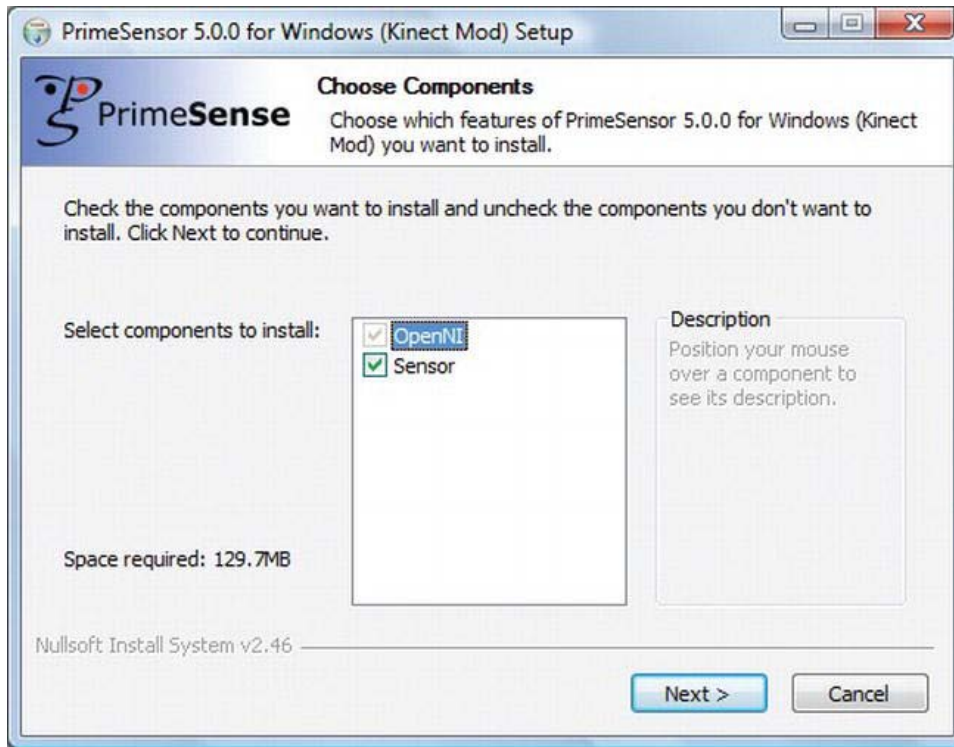 PrimeSensor 5.0.0 for Windows (Kinect Mod) Setup
PrimeSense
Choose Components
Choose which features of PrimeSensor 5.0.0 for Windows (Kinect
Mod) you want to install.
Check the components you want to install and uncheck the components you don't want to
install. Click Next to continue.
Select components to install:
OpenNI
Sensor
Description
Position your mouse
over a component to
see its description.
Space required: 129.7MB
Nullsoft Install System v2.46
Next >
Cancel